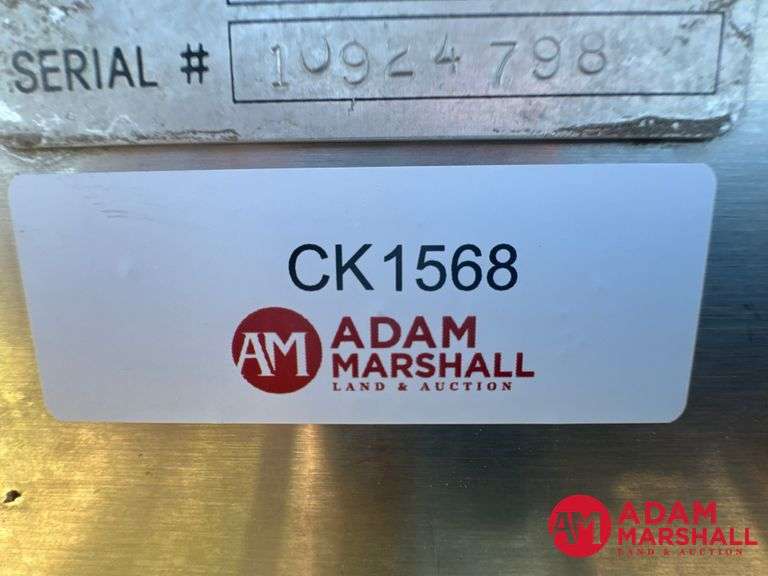 SERIAL # 10924798
CK1568
AM ADAM
MARSHALL
LAND & AUCTION
AM ADAM
MARSHALL
LAND & AUCTION